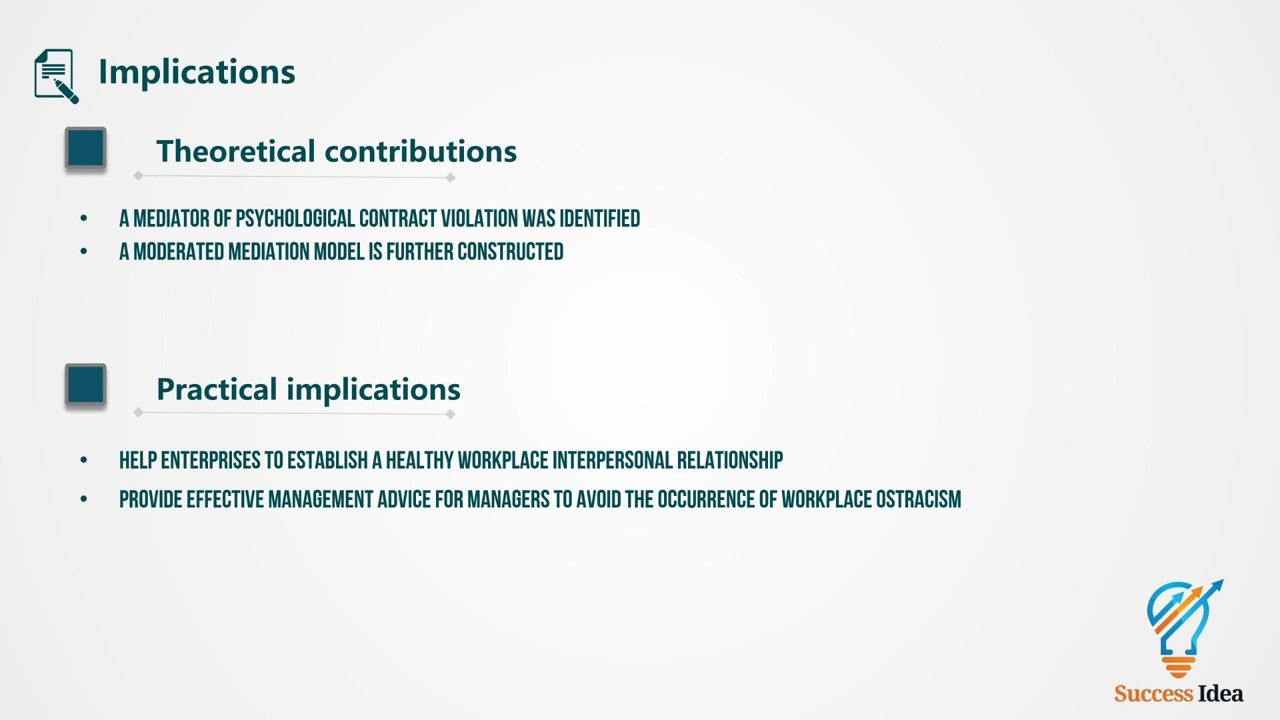 Implications
Theoretical contributions
• A MEDIATOR OF PSYCHOLOGICAL CONTRACT VIOLATION WAS IDENTIFIED
• A MODERATED MEDIATION MODEL IS FURTHER CONSTRUCTED
Practical implications
• HELP ENTERPRISES TO ESTABLISH A HEALTHY WORKPLACE INTERPERSONAL RELATIONSHIP
• PROVIDE EFFECTIVE MANAGEMENT ADVICE FOR MANAGERS TO AVOID THE OCCURRENCE OF WORKPLACE OSTRACISM
Success Idea